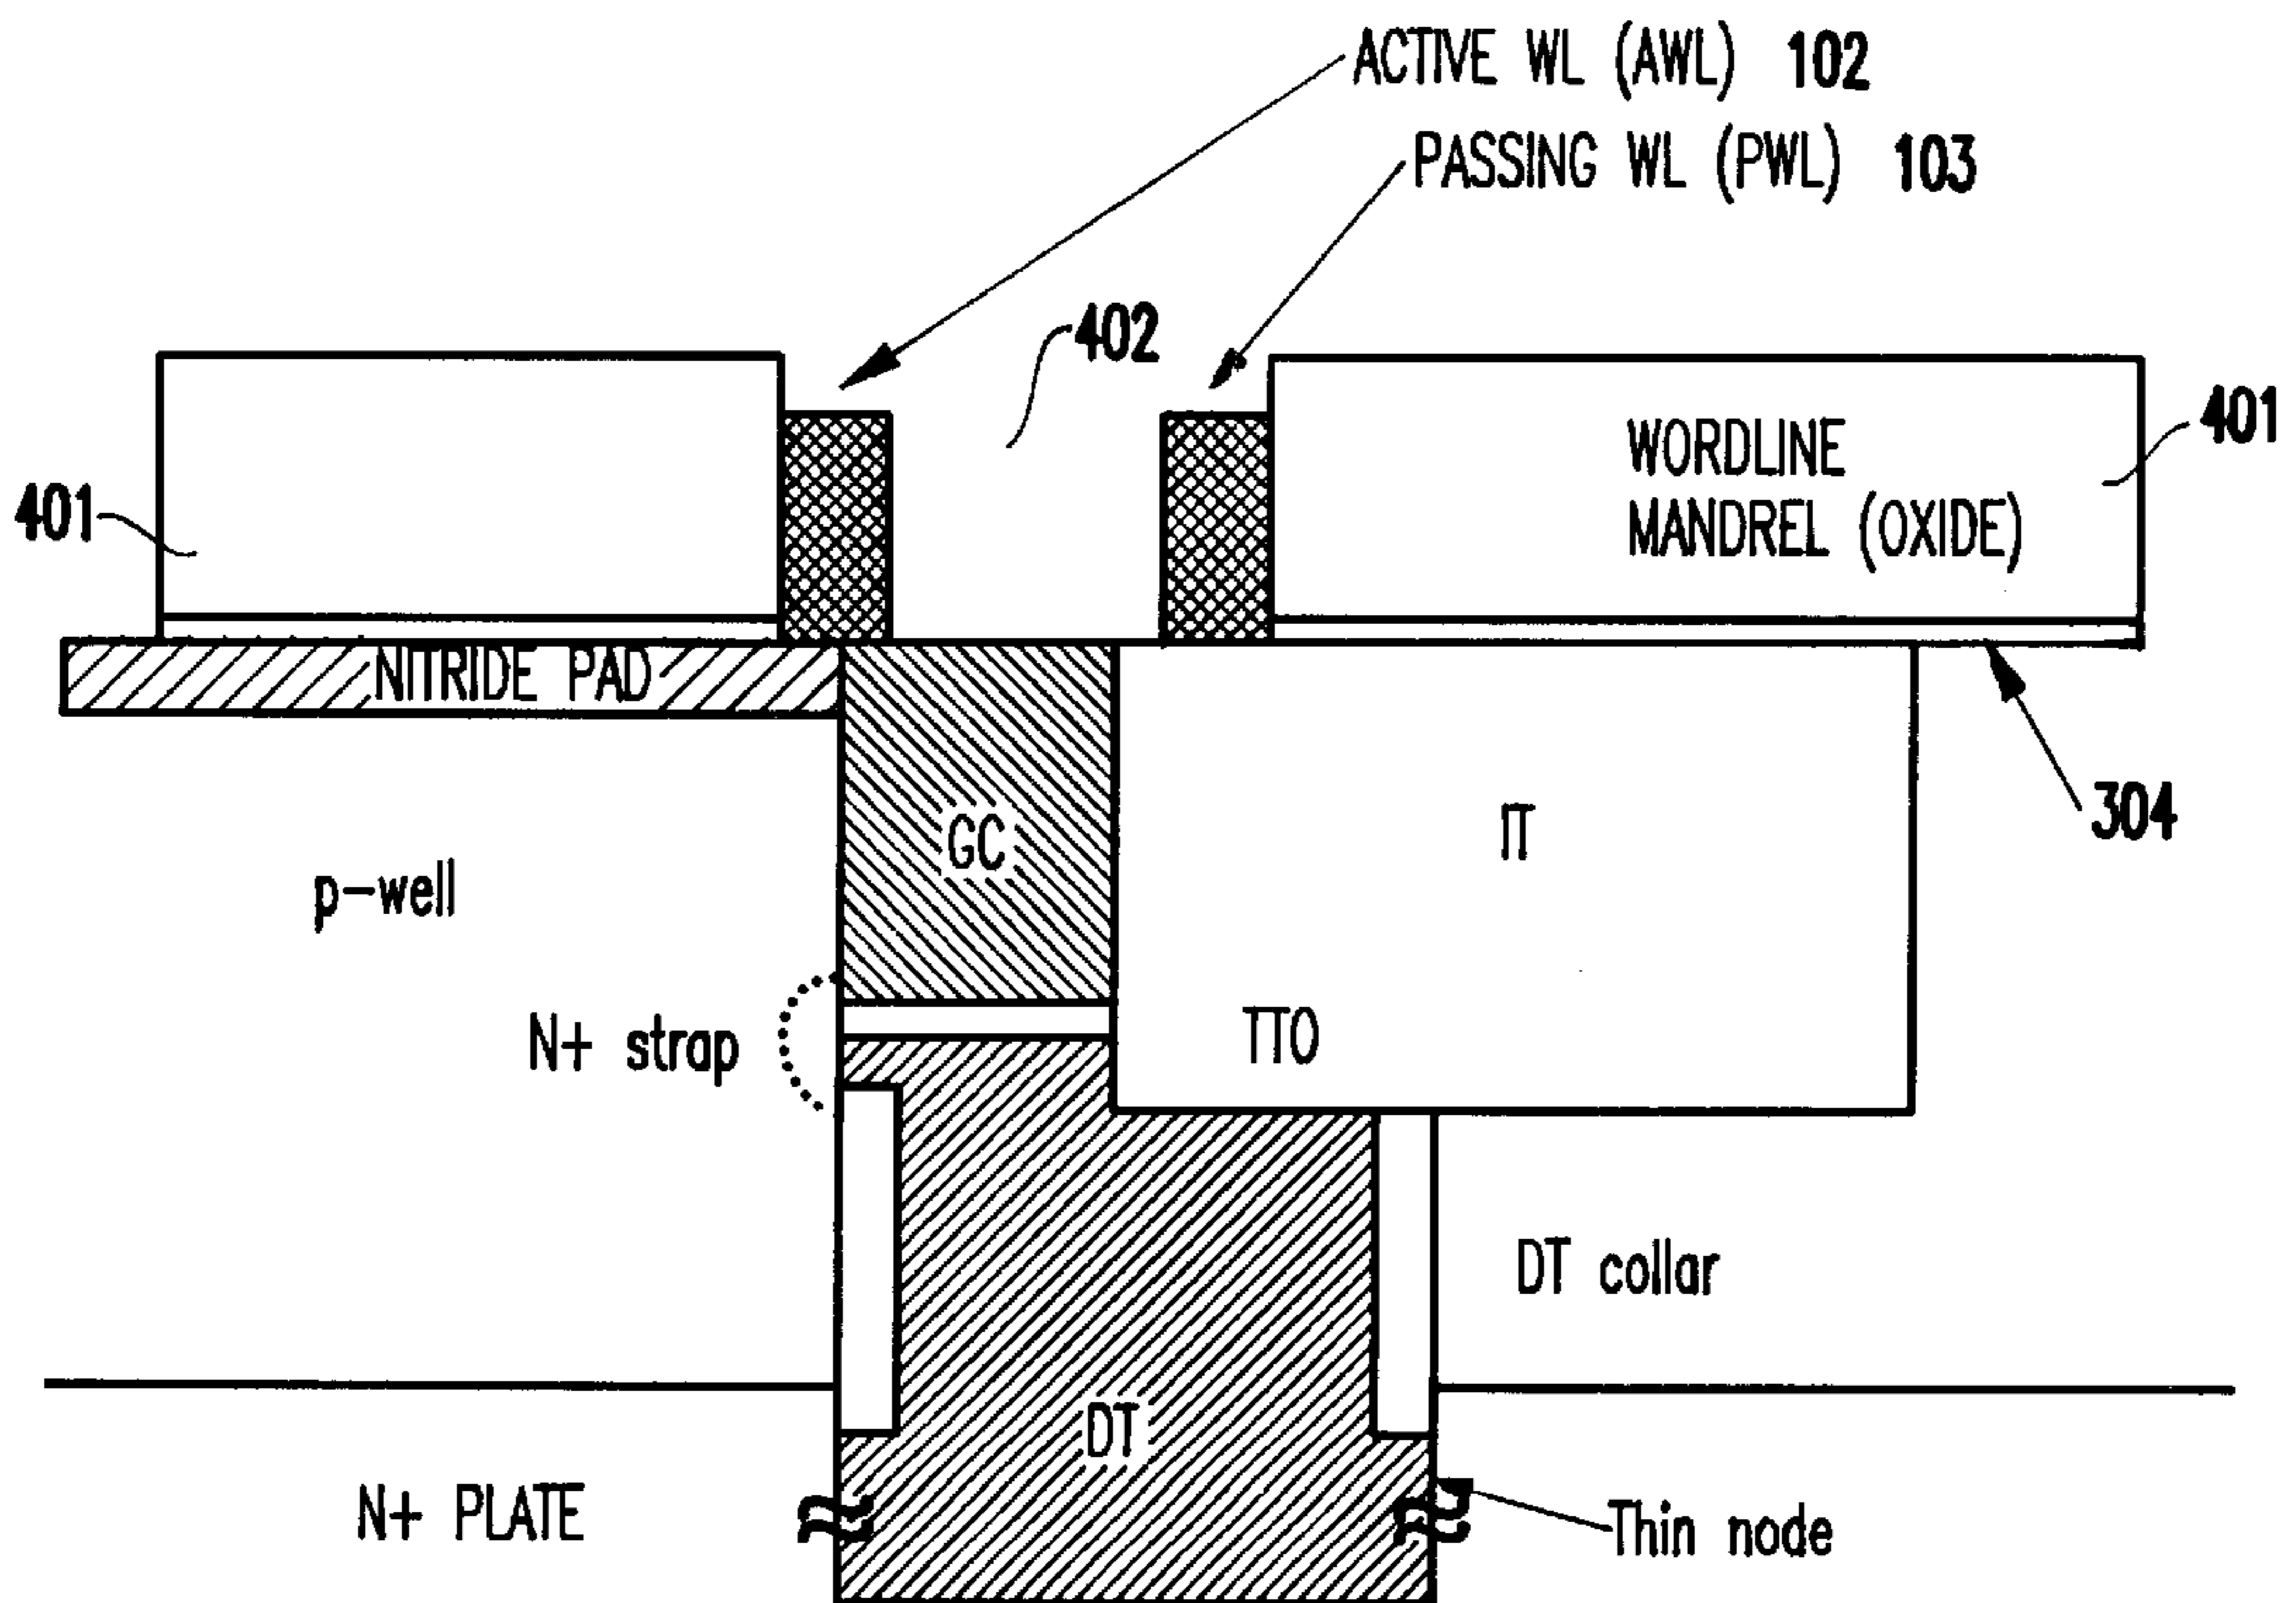 ACTIVE WL (AWL) 102
PASSING WL (PWL) 103
402
401
WORDLINE
MANDREL (OXIDE)
401
NITRIDE PAD
GC
IT
304
p-well
N+ strap
TTO
DT collar
DT
N+ PLATE
Thin node